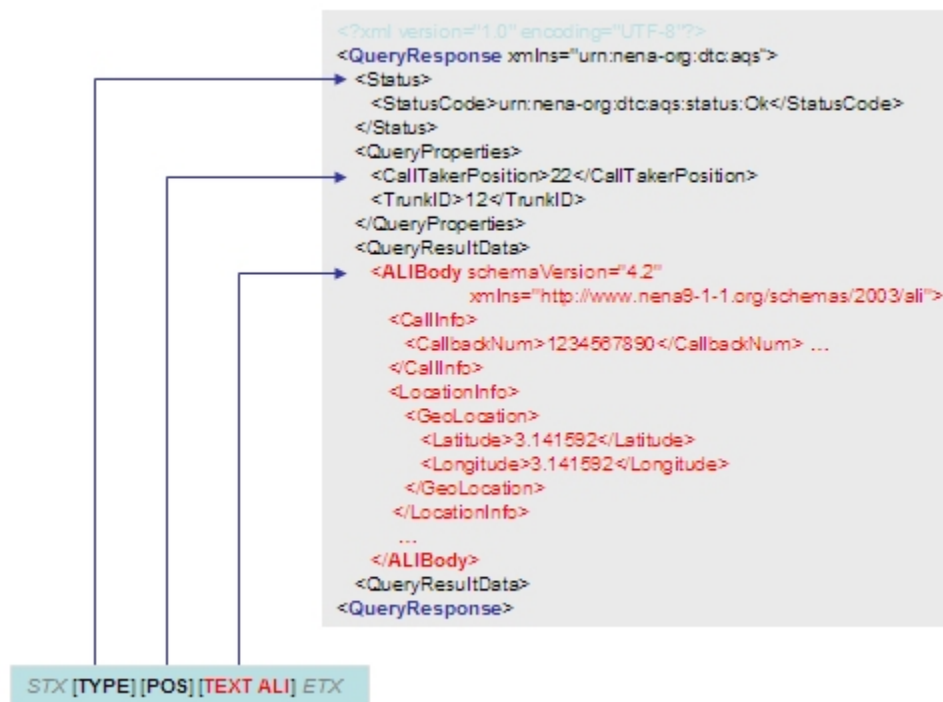 <?xml version="1.0" encoding="UTF-8"?>
<QueryResponse xmlns="urn:nena-org:dtc:aqs">
<Status>
<StatusCode>urn:nena-org:dtc:aqs:status:Ok</StatusCode>
</Status>
<QueryProperties>
<CallTakerPosition>22</CallTakerPosition>
<TrunkID>12</TrunkID>
</QueryProperties>
<QueryResultData>
<ALIBody schemaVersion="4.2"
xmlns="http://www.nena9-1-1.org/schemas/2003/ali">
<CallInfo>
<CallbackNum>1234567890</CallbackNum> ...
</CallInfo>
<LocationInfo>
<GeoLocation>
<Latitude>3.141592</Latitude>
<Longitude>3.141592</Longitude>
</GeoLocation>
</LocationInfo>
...
</ALIBody>
<QueryResultData>
<QueryResponse>
STX [TYPE] [POS] [TEXT ALI] ETX